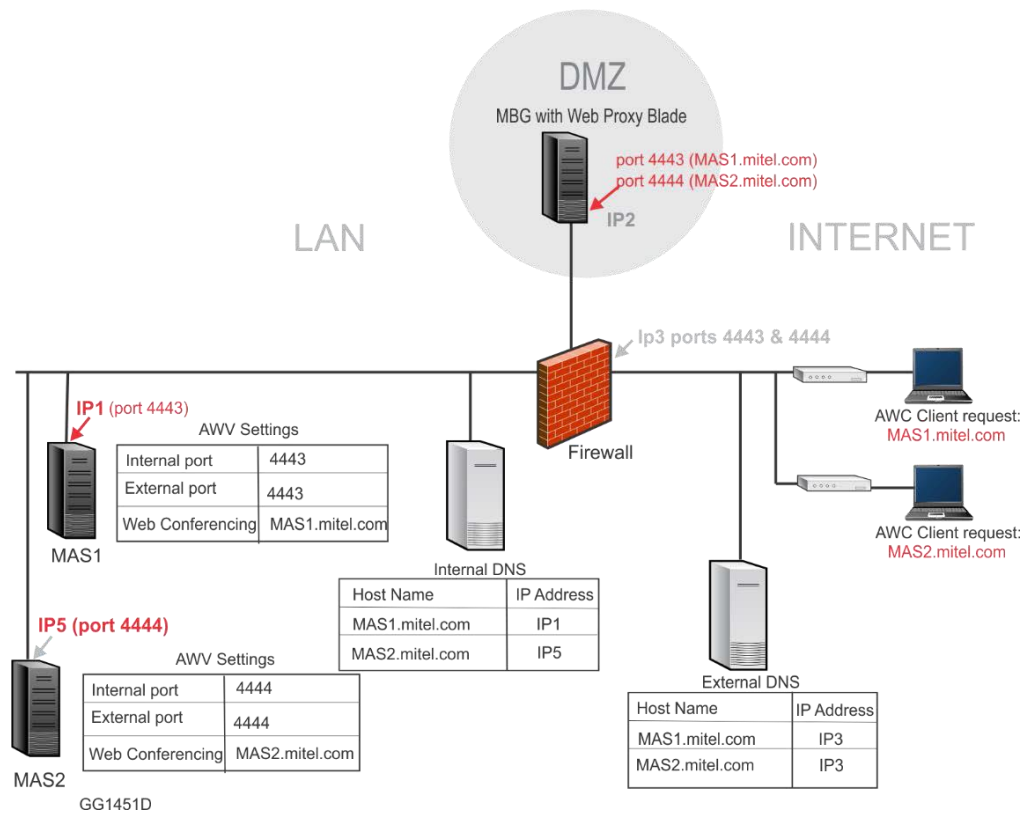 DMZ
MBG with Web Proxy Blade
port 4443 (MAS1.mitel.com)
port 4444 (MAS2.mitel.com)
IP2
LAN
INTERNET
Ip3 ports 4443 & 4444
Firewall
AWC Client request:
MAS1.mitel.com
AWC Client request:
MAS2.mitel.com
IP1 (port 4443)
AWV Settings
Internal port 4443
External port 4443
Web Conferencing MAS1.mitel.com
MAS1
Internal DNS
Host Name IP Address
MAS1.mitel.com IP1
MAS2.mitel.com IP5
IP5 (port 4444)
AWV Settings
Internal port 4444
External port 4444
Web Conferencing MAS2.mitel.com
MAS2
External DNS
Host Name IP Address
MAS1.mitel.com IP3
MAS2.mitel.com IP3
GG1451D